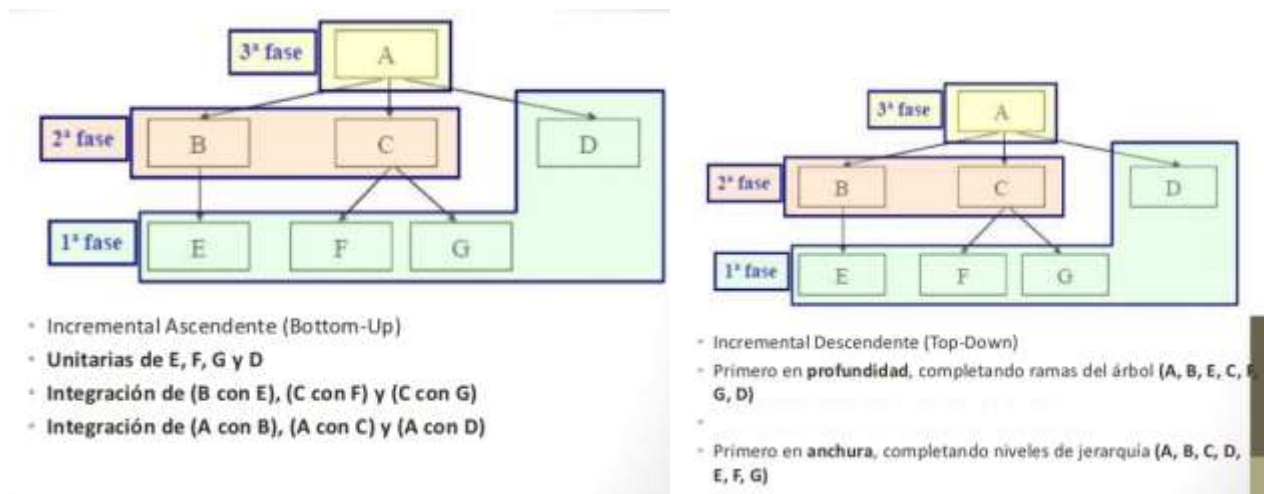 3ª fase
A
2ª fase
B
C
D
1ª fase
E
F
G
• Incremental Ascendente (Bottom-Up)
• Unitarias de E, F, G y D
• Integración de (B con E), (C con F) y (C con G)
• Integración de (A con B), (A con C) y (A con D)
3ª fase
A
2ª fase
B
C
D
1ª fase
E
F
G
• Incremental Descendente (Top-Down)
• Primero en profundidad, completando ramas del árbol (A, B, E, C, F,
G, D)
•
• Primero en anchura, completando niveles de jerarquía (A, B, C, D,
E, F, G)